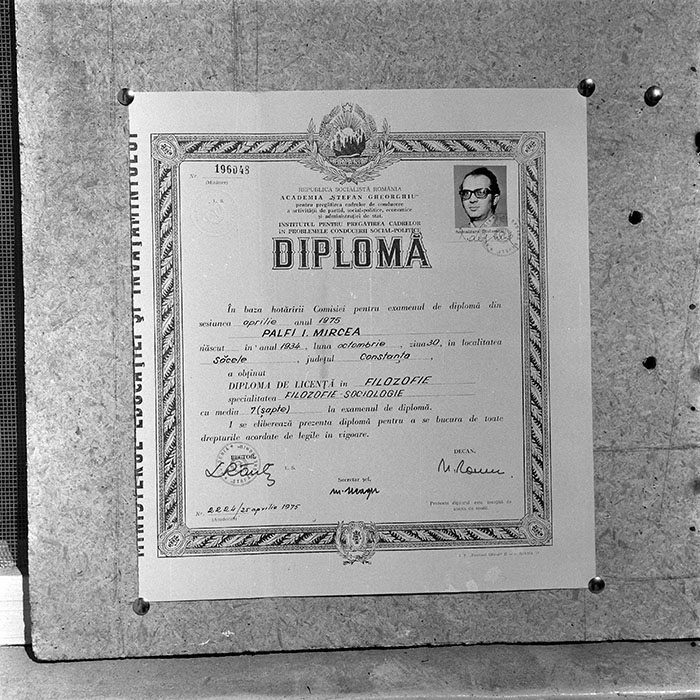 MINISTERUL EDUCAȚIEI ȘI ÎNVĂȚĂMÎNTULUI
Nr. 196048
L. S.
REPUBLICA SOCIALISTĂ ROMÂNIA
ACADEMIA „ȘTEFAN GHEORGHIU"
pentru pregătirea cadrelor de conducere
a activității de partid, social-politice, economice
și administrației de stat.
INSTITUTUL PENTRU PREGATIREA CADRELOR
ÎN PROBLEMELE CONDUCERII SOCIAL-POLITICE
DIPLOMĂ
În baza hotărîrii Comisiei pentru examenul de diplomă din
sesiunea aprilie anul 1975
PALFI I. MIRCEA
născut în anul 1934, luna octombrie, ziua 30, în localitatea
Săcele, județul Constanța,
a obținut
DIPLOMA DE LICENȚĂ în FILOZOFIE
specialitatea FILOZOFIE-SOCIOLOGIE
cu media 7 (șapte) la examenul de diplomă.
I se eliberează prezenta diplomă pentru a se bucura de toate
drepturile acordate de legile în vigoare.
RECTOR
DECAN,
L. S.
Secretar șef,
Nr. 2224/25 aprilie 1975